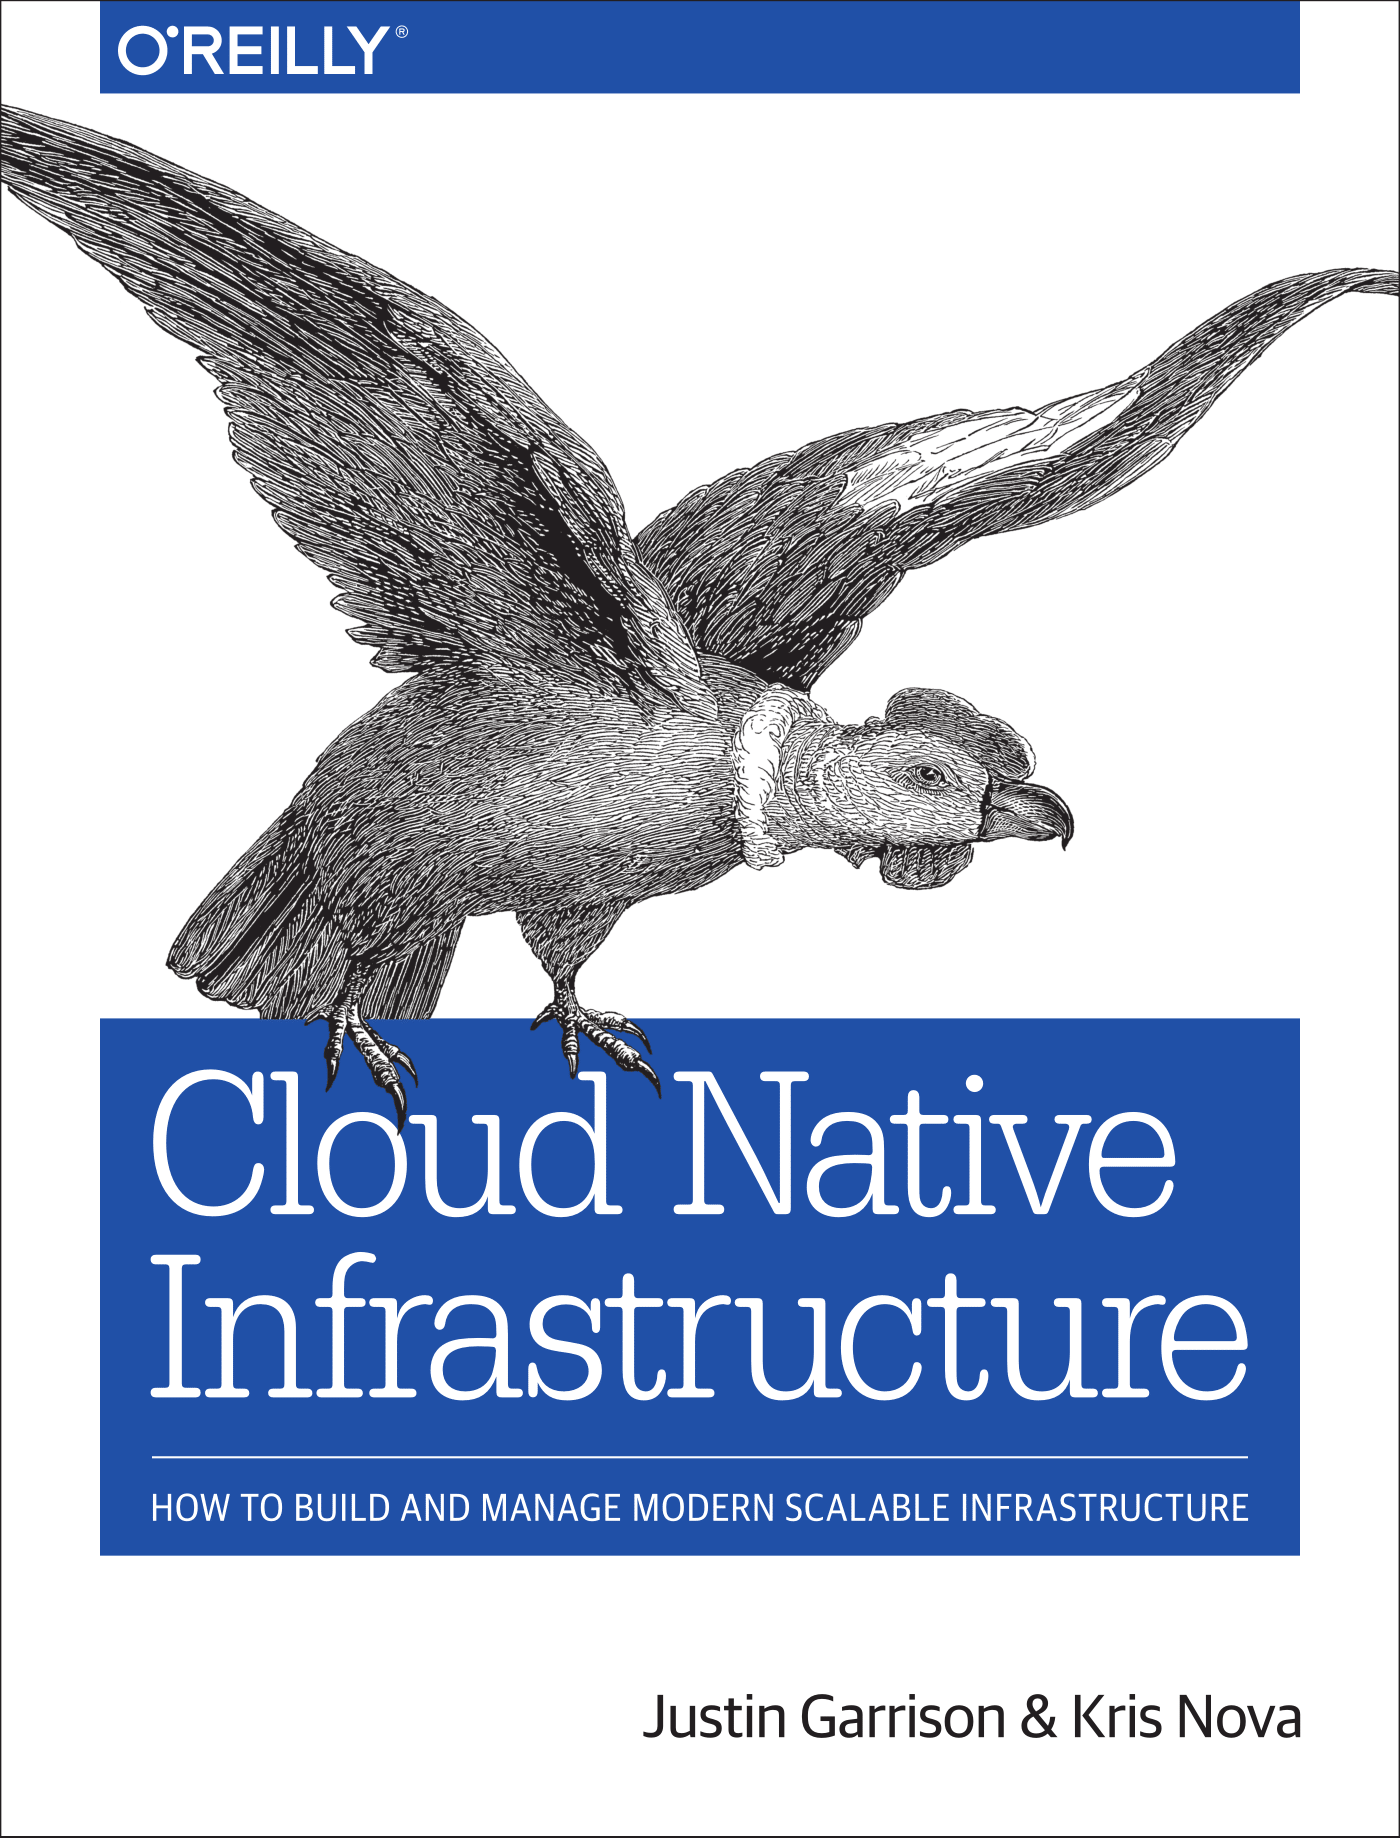 O'REILLY®
Cloud Native
Infrastructure
HOW TO BUILD AND MANAGE MODERN SCALABLE INFRASTRUCTURE
Justin Garrison & Kris Nova